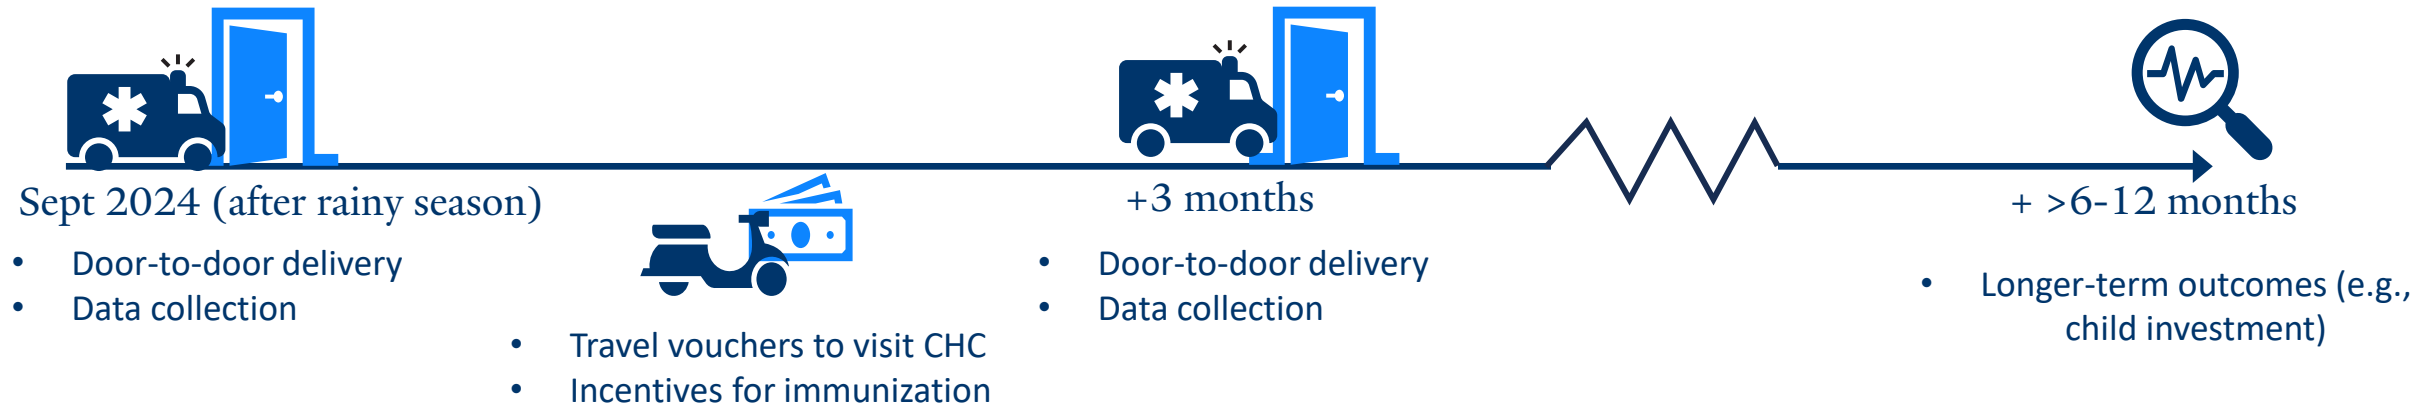 Sept 2024 (after rainy season)
• Door-to-door delivery
• Data collection
• Travel vouchers to visit CHC
• Incentives for immunization
+3 months
• Door-to-door delivery
• Data collection
+ >6-12 months
• Longer-term outcomes (e.g.,
child investment)